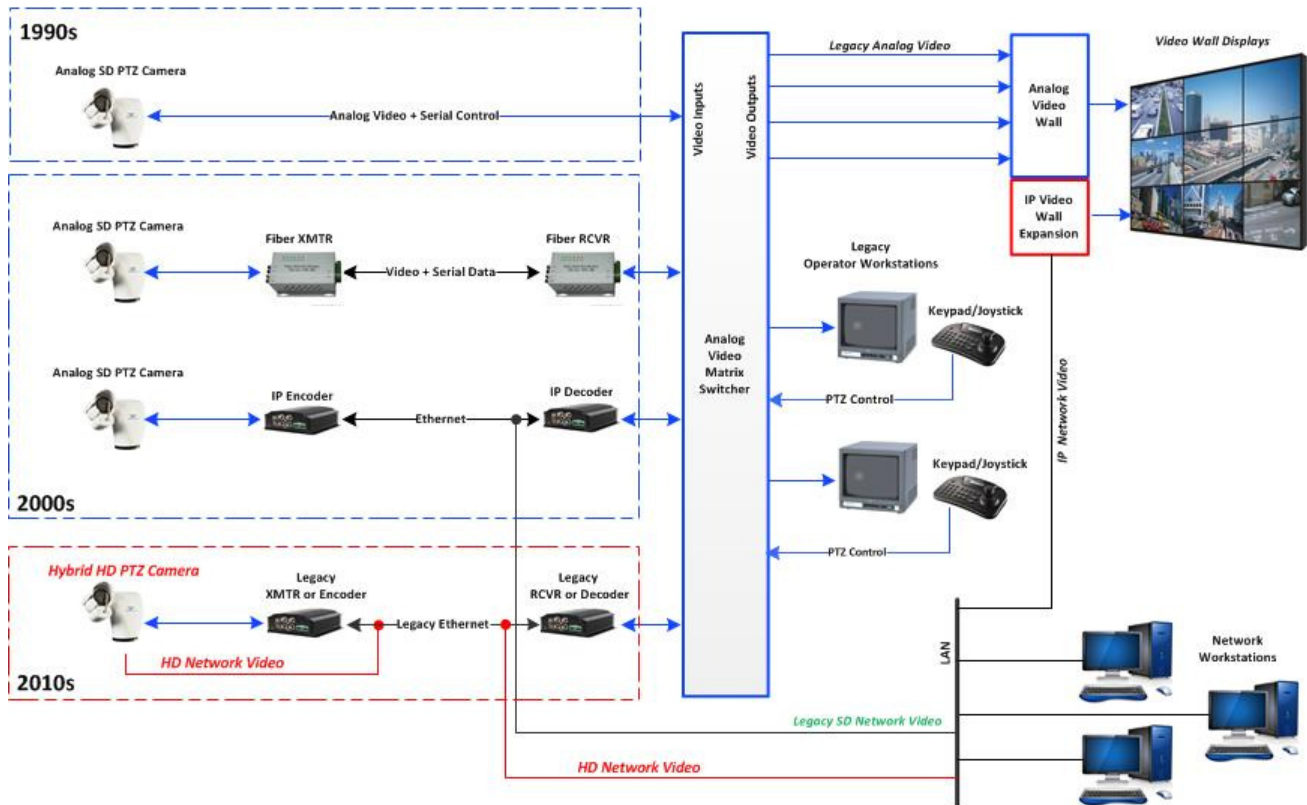 1990s
Analog SD PTZ Camera
Analog Video + Serial Control
Analog SD PTZ Camera
Fiber XMTR
Fiber RCVR
Video + Serial Data
Analog SD PTZ Camera
IP Encoder
IP Decoder
Ethernet
2000s
Hybrid HD PTZ Camera
Legacy
XMTR or Encoder
Legacy
RCVR or Decoder
Legacy Ethernet
HD Network Video
2010s
Video Inputs
Video Outputs
Analog
Video
Matrix
Switcher
Legacy Analog Video
Analog
Video
Wall
IP Video
Wall
Expansion
Video Wall Displays
Legacy
Operator Workstations
Keypad/Joystick
PTZ Control
Keypad/Joystick
PTZ Control
IP Network Video
LAN
Network
Workstations
Legacy SD Network Video
HD Network Video